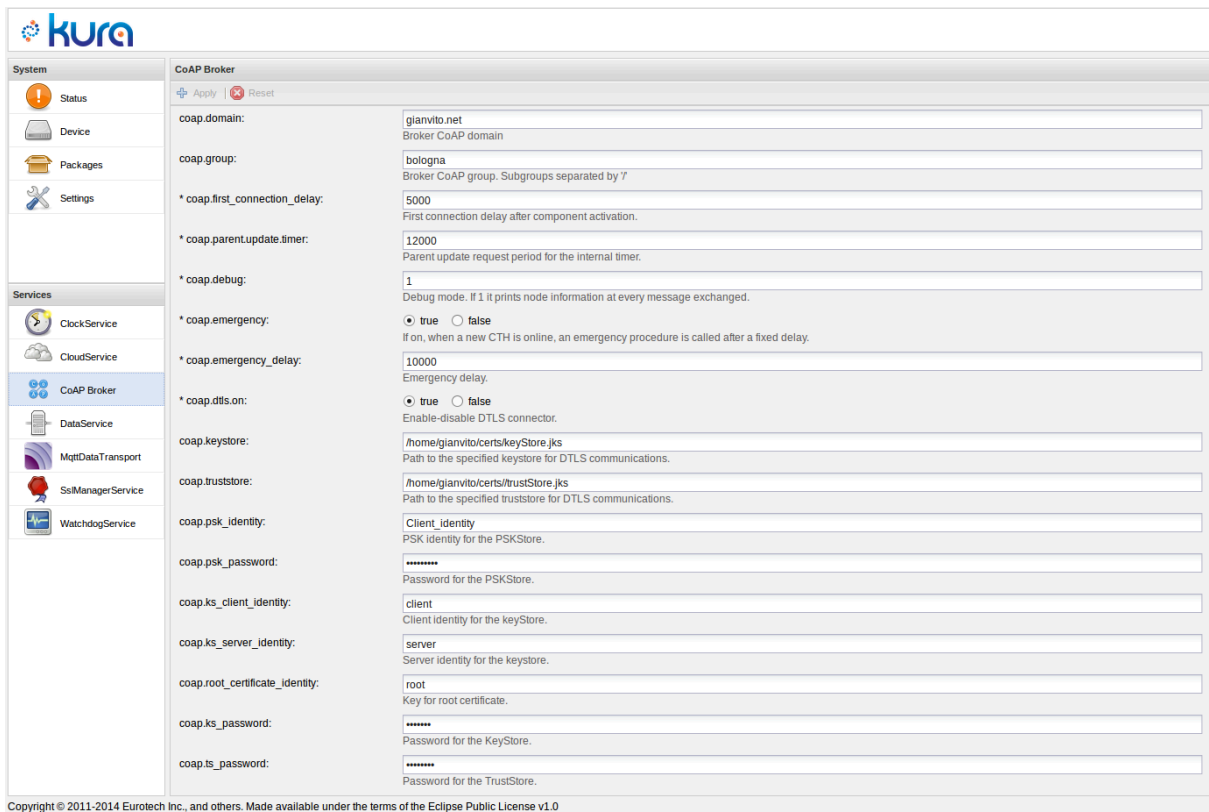 kura
System
Status
Device
Packages
Settings
Services
ClockService
CloudService
CoAP Broker
DataService
MqttDataTransport
SslManagerService
WatchdogService
CoAP Broker
Apply | Reset
coap.domain: gianvito.net
Broker CoAP domain
coap.group: bologna
Broker CoAP group. Subgroups separated by '/'
* coap.first_connection_delay: 5000
First connection delay after component activation.
* coap.parent.update.timer: 12000
Parent update request period for the internal timer.
* coap.debug: 1
Debug mode. If 1 it prints node information at every message exchanged.
* coap.emergency: true false
If on, when a new CTH is online, an emergency procedure is called after a fixed delay.
* coap.emergency_delay: 10000
Emergency delay.
* coap.dtls.on: true false
Enable-disable DTLS connector.
coap.keystore: /home/gianvito/certs/keyStore.jks
Path to the specified keystore for DTLS communications.
coap.truststore: /home/gianvito/certs//trustStore.jks
Path to the specified truststore for DTLS communications.
coap.psk_identity: Client_identity
PSK identity for the PSKStore.
coap.psk_password: •••••••••
Password for the PSKStore.
coap.ks_client_identity: client
Client identity for the keyStore.
coap.ks_server_identity: server
Server identity for the keystore.
coap.root_certificate_identity: root
Key for root certificate.
coap.ks_password: •••••••
Password for the KeyStore.
coap.ts_password: ••••••••
Password for the TrustStore.
Copyright © 2011-2014 Eurotech Inc., and others. Made available under the terms of the Eclipse Public License v1.0